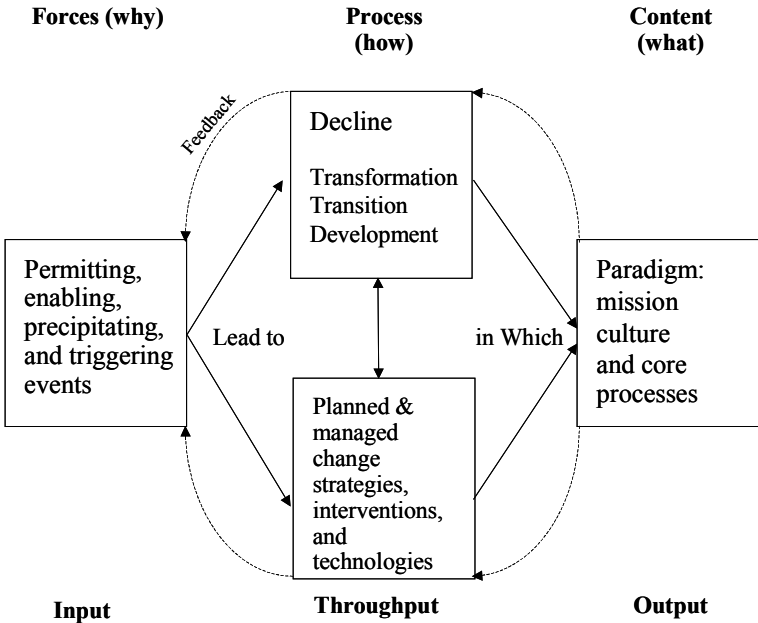 Forces (why)
Process
(how)
Content
(what)
Feedback
Decline
Transformation
Transition
Development
Permitting,
enabling,
precipitating,
and triggering
events
Lead to
in Which
Paradigm:
mission
culture
and core
processes
Planned &
managed
change
strategies,
interventions,
and
technologies
Input
Throughput
Output